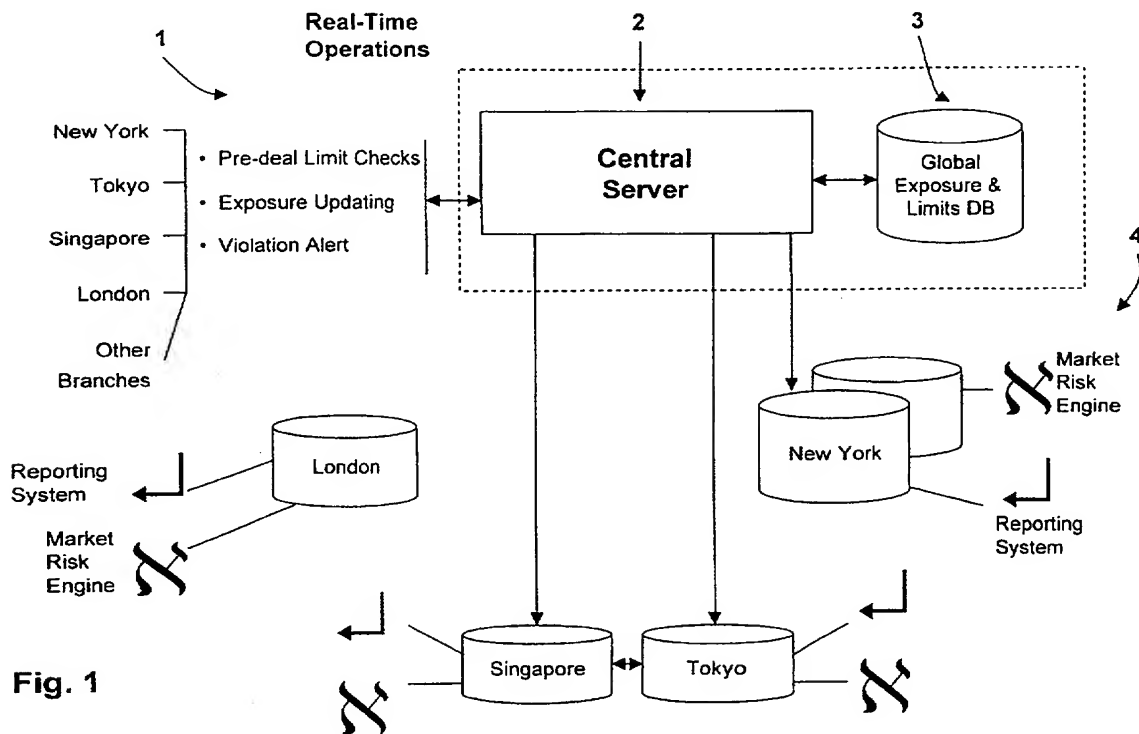 Real-Time
Operations
1
2
3
New York
Tokyo
Singapore
London
Other
Branches
• Pre-deal Limit Checks
• Exposure Updating
• Violation Alert
Central
Server
Global
Exposure &
Limits DB
4
Market
Risk
Engine
New York
Reporting
System
London
Reporting
System
Market
Risk
Engine
Singapore
Tokyo
Fig. 1